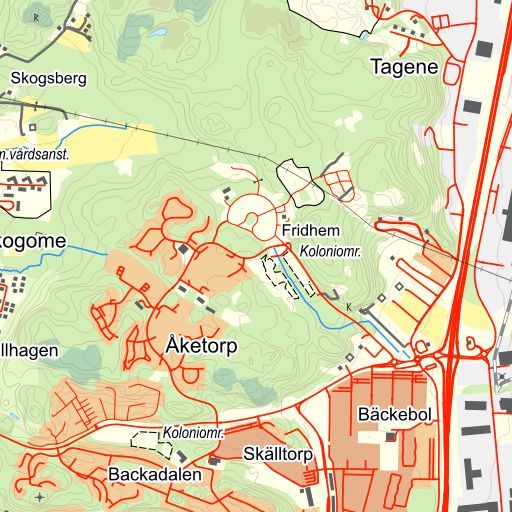 K
Tagene
Skogsberg
m.vårdsanst.
Fridhem
kogome
Koloniomr.
K
llhagen
Åketorp
Bäckebol
Koloniomr.
Skälltorp
Backadalen